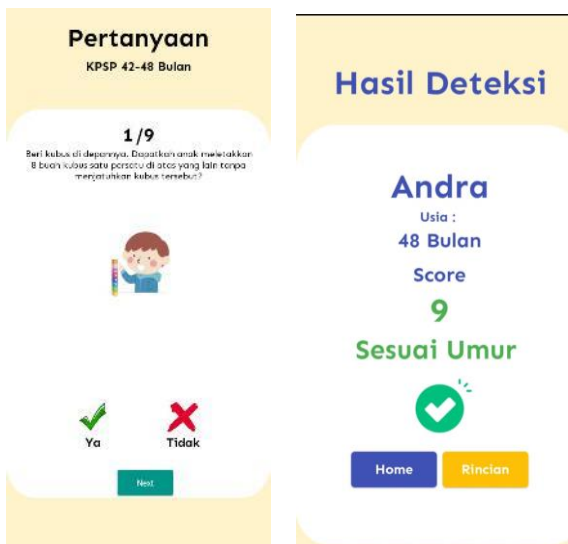 Pertanyaan
KPSP 42-48 Bulan
1/9
Beri kubus di depannya. Dapatkah anak meletakkan
8 buah kubus satu persatu di atas yang lain tanpa
menjatuhkan kubus tersebut?
Ya
Tidak
Next
Hasil Deteksi
Andra
Usia :
48 Bulan
Score
9
Sesuai Umur
Home
Rincian